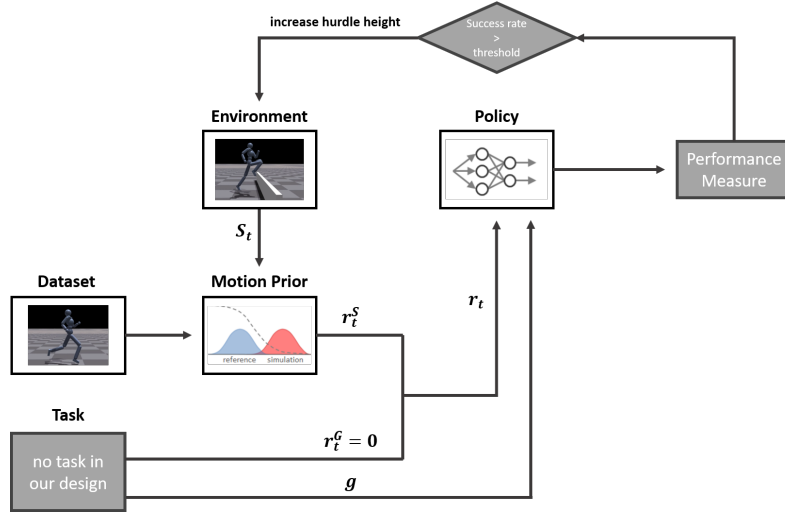 increase hurdle height
Success rate
>
threshold
Environment
Policy
Performance
Measure
S_t
Dataset
Motion Prior
r_t
r_t^S
reference simulation
Task
r_t^G = 0
no task in
our design
g